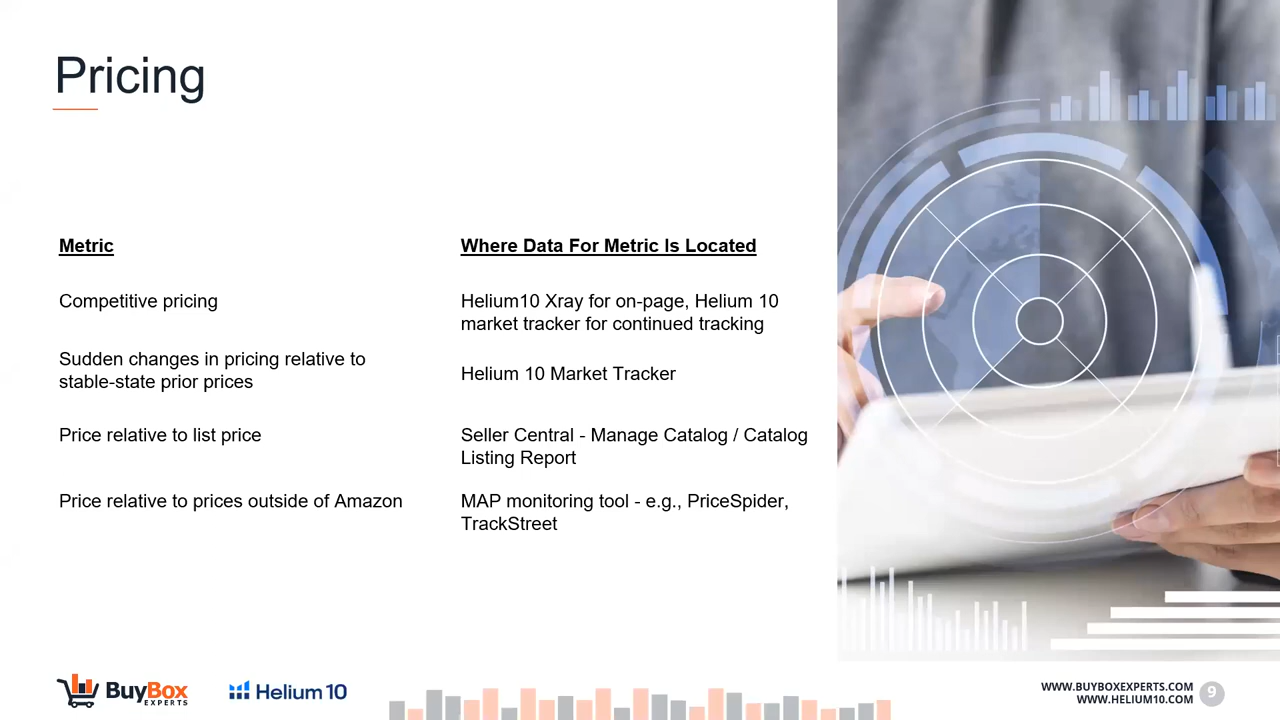 Pricing
Metric
Where Data For Metric Is Located
Competitive pricing
Helium10 Xray for on-page, Helium 10
market tracker for continued tracking
Sudden changes in pricing relative to
stable-state prior prices
Helium 10 Market Tracker
Price relative to list price
Seller Central - Manage Catalog / Catalog
Listing Report
Price relative to prices outside of Amazon
MAP monitoring tool - e.g., PriceSpider,
TrackStreet
BuyBox
EXPERTS
Helium 10
WWW.BUYBOXEXPERTS.COM
WWW.HELIUM10.COM
9